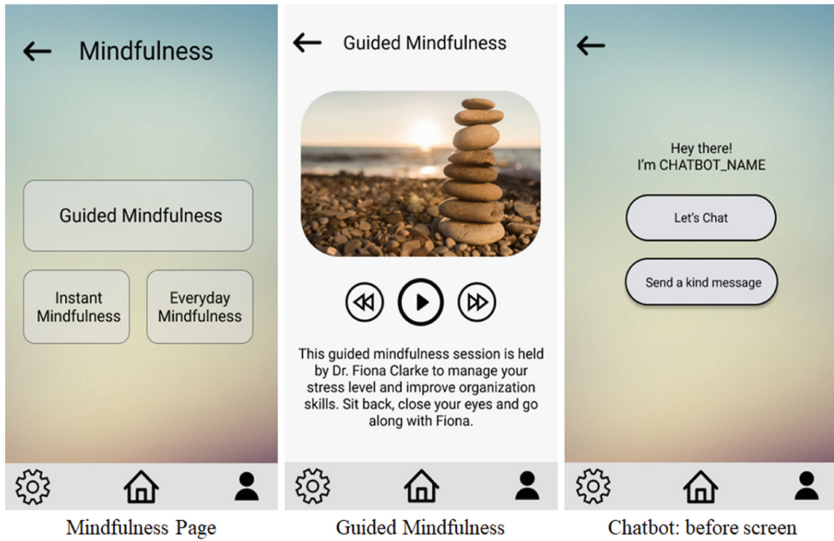 Mindfulness
Guided Mindfulness
Instant
Mindfulness
Everyday
Mindfulness
Guided Mindfulness
This guided mindfulness session is held
by Dr. Fiona Clarke to manage your
stress level and improve organization
skills. Sit back, close your eyes and go
along with Fiona.
Hey there!
I'm CHATBOT_NAME
Let's Chat
Send a kind message
Mindfulness Page
Guided Mindfulness
Chatbot: before screen